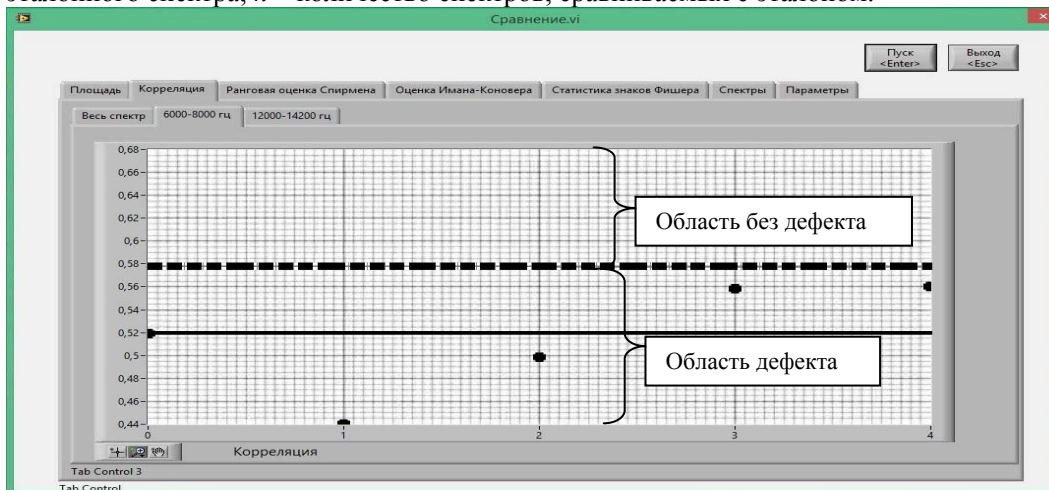 эталонного спектра, . количество спектров, сравниваемых с эталоном.
Сравнение.vi
Пуск
<Enter>
Выход
<Esc>
Площадь
Корреляция
Ранговая оценка Спирмена
Оценка Имана-Коновера
Статистика знаков Фишера
Спектры
Параметры
Весь спектр
6000-8000 гц
12000-14200 гц
0,68
0,66
0,64
0,62
0,6
0,58
0,56
0,54
0,52
0,5
0,48
0,46
0,44
0
1
2
3
4
Область без дефекта
Область дефекта
Корреляция
Tab Control 3
Tab Control